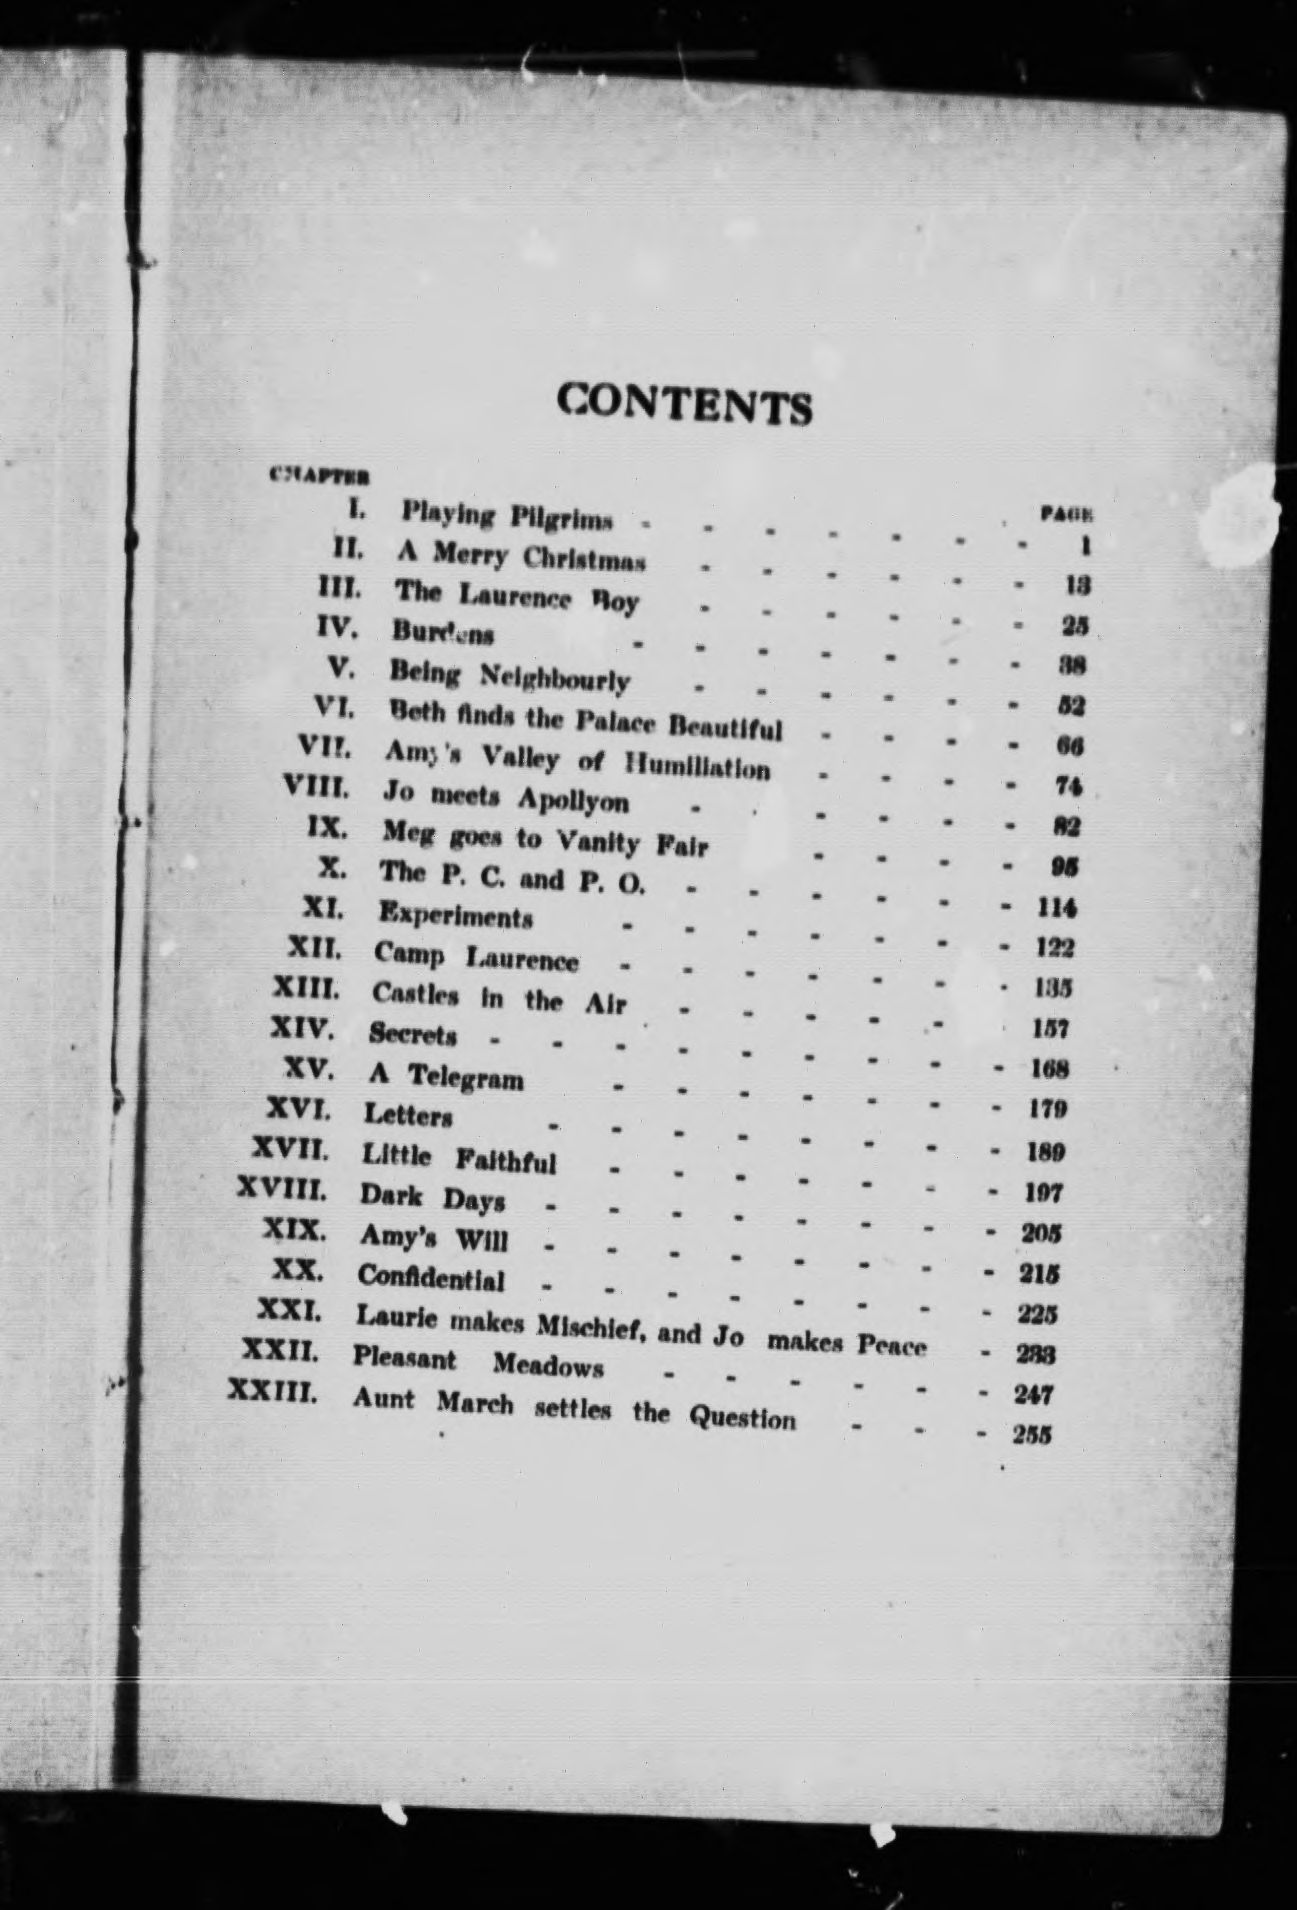 CONTENTS
CHAPTER PAGE
I. Playing Pilgrims - - - - - - - 1
II. A Merry Christmas - - - - - - 13
III. The Laurence Boy - - - - - - 25
IV. Burdens - - - - - - - 38
V. Being Neighbourly - - - - - - 52
VI. Beth finds the Palace Beautiful - - - - 66
VII. Amy's Valley of Humiliation - - - - 74
VIII. Jo meets Apollyon - - - - - - 82
IX. Meg goes to Vanity Fair - - - - 95
X. The P. C. and P. O. - - - - - - 114
XI. Experiments - - - - - - - 122
XII. Camp Laurence - - - - - - - 135
XIII. Castles in the Air - - - - - 157
XIV. Secrets - - - - - - - - - 168
XV. A Telegram - - - - - - - 179
XVI. Letters - - - - - - - - 189
XVII. Little Faithful - - - - - - - 197
XVIII. Dark Days - - - - - - - - 205
XIX. Amy's Will - - - - - - - - 215
XX. Confidential - - - - - - - - 225
XXI. Laurie makes Mischief, and Jo makes Peace - 233
XXII. Pleasant Meadows - - - - - - 247
XXIII. Aunt March settles the Question - - - 255